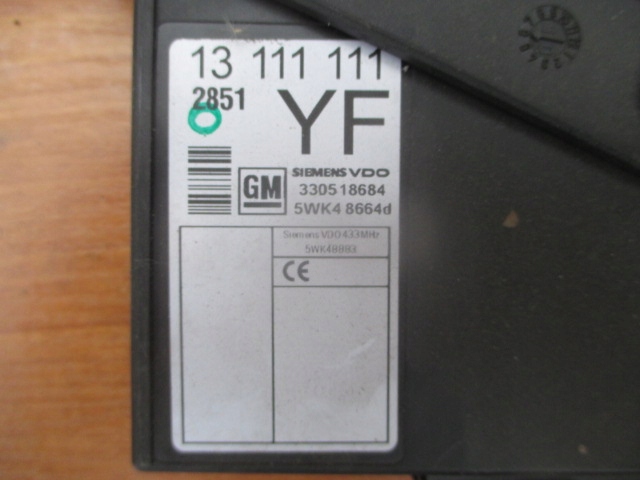 13 111 111
2851
YF
GM
SIEMENS VDO
330518684
5WK4 8664d
Siemens VDO 433MHz
5WK48893
CE